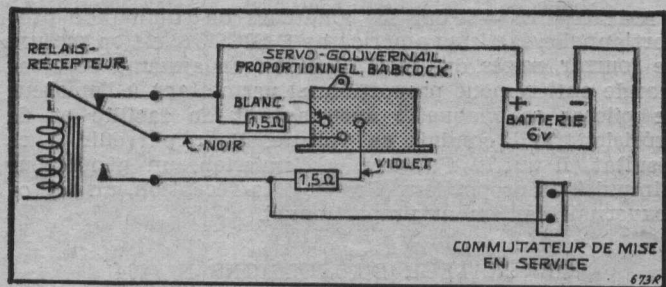 RELAIS-
RÉCEPTEUR
SERVO-GOUVERNAIL
PROPORTIONNEL BABCOCK
BLANC
1,5Ω
NOIR
VIOLET
1,5Ω
+ -
BATTERIE
6v
COMMUTATEUR DE MISE
EN SERVICE
673R